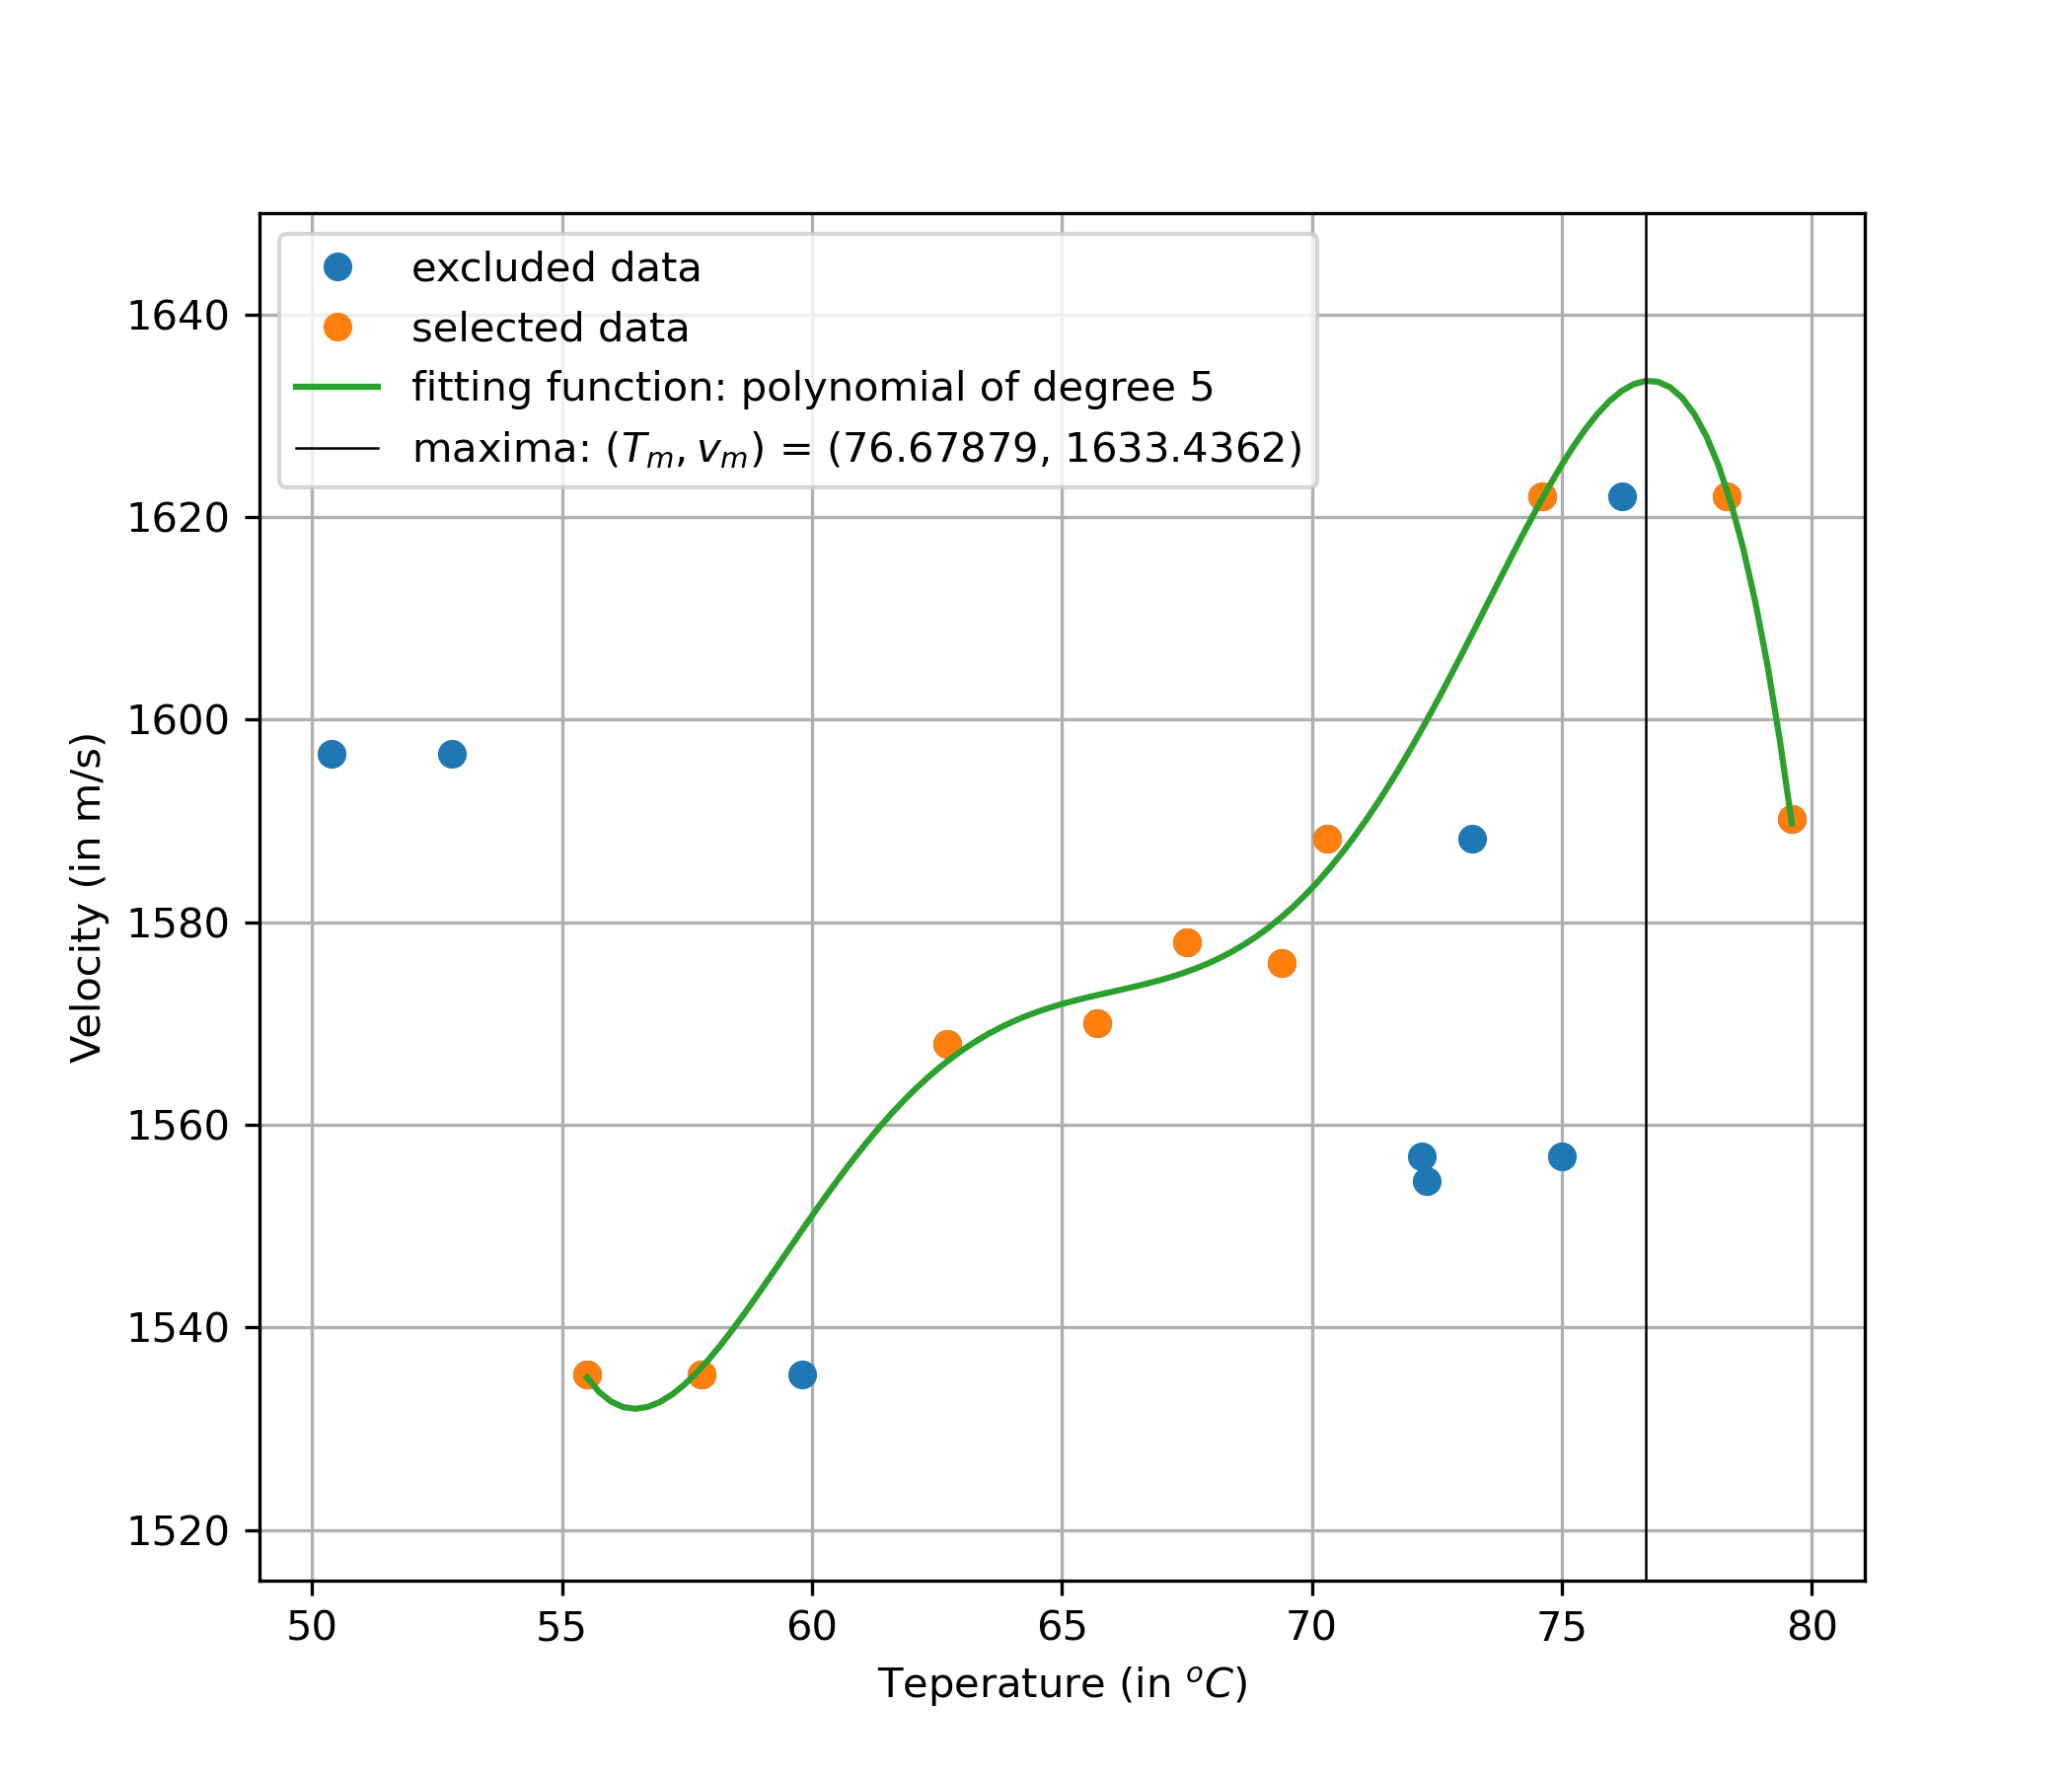 excluded data
selected data
fitting function: polynomial of degree 5
maxima: (Tm, vm) = (76.67879, 1633.4362)
1640
1620
1600
1580
1560
1540
1520
Velocity (in m/s)
50 55 60 65 70 75 80
Teperature (in °C)